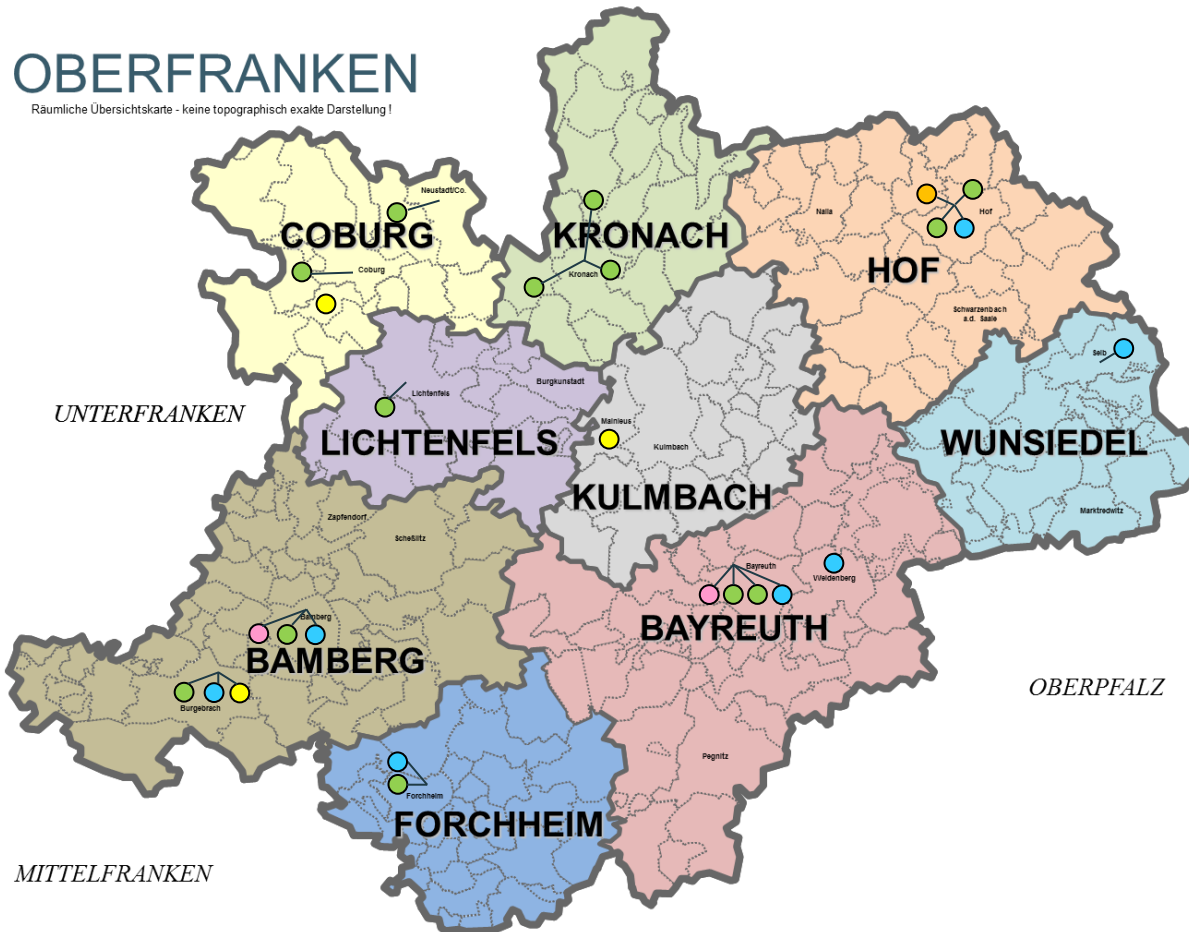 OBERFRANKEN
Räumliche Übersichtskarte - keine topographisch exakte Darstellung !
Neustadt/Co.
COBURG
Coburg
KRONACH
Kronach
Naila
Hof
HOF
Schwarzenbach
a.d. Saale
Selb
UNTERFRANKEN
Lichtenfels
Burgkunstadt
LICHTENFELS
Mainleus
Kulmbach
KULMBACH
WUNSIEDEL
Marktredwitz
Zapfendorf
Scheßlitz
Bamberg
BAMBERG
Burgebrach
Bayreuth
Weidenberg
BAYREUTH
OBERPFALZ
Pegnitz
Forchheim
FORCHHEIM
MITTELFRANKEN